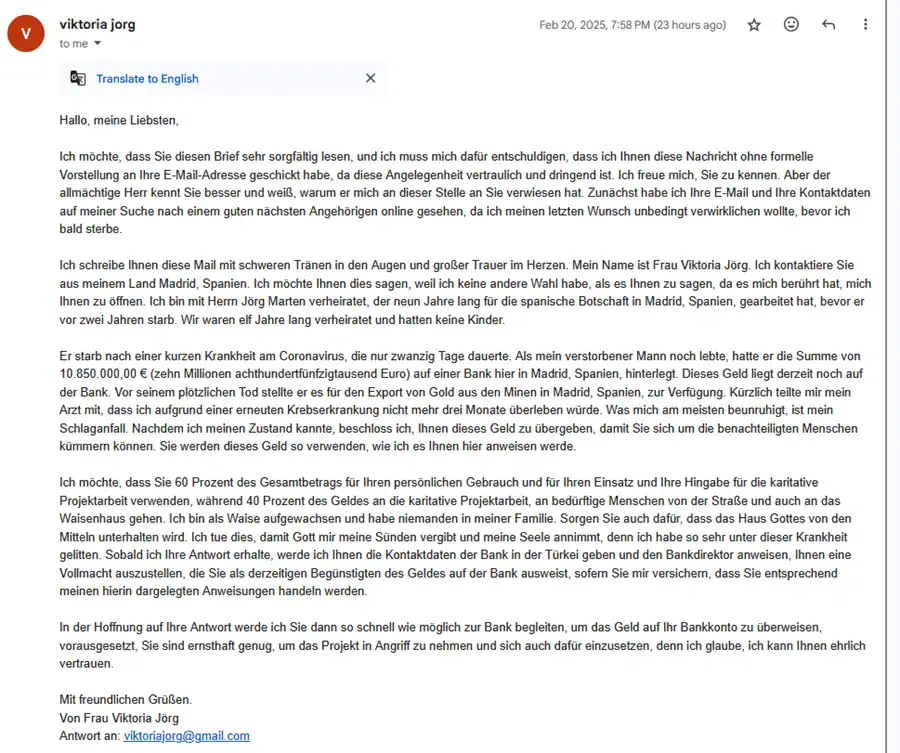 V
viktoria jorg
Feb 20, 2025, 7:58 PM (23 hours ago)
to me
Translate to English
Hallo, meine Liebsten,
Ich möchte, dass Sie diesen Brief sehr sorgfältig lesen, und ich muss mich dafür entschuldigen, dass ich Ihnen diese Nachricht ohne formelle
Vorstellung an Ihre E-Mail-Adresse geschickt habe, da diese Angelegenheit vertraulich und dringend ist. Ich freue mich, Sie zu kennen. Aber der
allmächtige Herr kennt Sie besser und weiß, warum er mich an dieser Stelle an Sie verwiesen hat. Zunächst habe ich Ihre E-Mail und Ihre Kontaktdaten
auf meiner Suche nach einem guten nächsten Angehörigen online gesehen, da ich meinen letzten Wunsch unbedingt verwirklichen wollte, bevor ich
bald sterbe.
Ich schreibe Ihnen diese Mail mit schweren Tränen in den Augen und großer Trauer im Herzen. Mein Name ist Frau Viktoria Jörg. Ich kontaktiere Sie
aus meinem Land Madrid, Spanien. Ich möchte Ihnen dies sagen, weil ich keine andere Wahl habe, als es Ihnen zu sagen, da es mich berührt hat, mich
Ihnen zu öffnen. Ich bin mit Herrn Jörg Marten verheiratet, der neun Jahre lang für die spanische Botschaft in Madrid, Spanien, gearbeitet hat, bevor er
vor zwei Jahren starb. Wir waren elf Jahre lang verheiratet und hatten keine Kinder.
Er starb nach einer kurzen Krankheit am Coronavirus, die nur zwanzig Tage dauerte. Als mein verstorbener Mann noch lebte, hatte er die Summe von
10.850.000,00 € (zehn Millionen achthundertfünfzigtausend Euro) auf einer Bank hier in Madrid, Spanien, hinterlegt. Dieses Geld liegt derzeit noch auf
der Bank. Vor seinem plötzlichen Tod stellte er es für den Export von Gold aus den Minen in Madrid, Spanien, zur Verfügung. Kürzlich teilte mir mein
Arzt mit, dass ich aufgrund einer erneuten Krebserkrankung nicht mehr drei Monate überleben würde. Was mich am meisten beunruhigt, ist mein
Schlaganfall. Nachdem ich meinen Zustand kannte, beschloss ich, Ihnen dieses Geld zu übergeben, damit Sie sich um die benachteiligten Menschen
kümmern können. Sie werden dieses Geld so verwenden, wie ich es Ihnen hier anweisen werde.
Ich möchte, dass Sie 60 Prozent des Gesamtbetrags für Ihren persönlichen Gebrauch und für Ihren Einsatz und Ihre Hingabe für die karitative
Projektarbeit verwenden, während 40 Prozent des Geldes an die karitative Projektarbeit, an bedürftige Menschen von der Straße und auch an das
Waisenhaus gehen. Ich bin als Waise aufgewachsen und habe niemanden in meiner Familie. Sorgen Sie auch dafür, dass das Haus Gottes von den
Mitteln unterhalten wird. Ich tue dies, damit Gott mir meine Sünden vergibt und meine Seele annimmt, denn ich habe so sehr unter dieser Krankheit
gelitten. Sobald ich Ihre Antwort erhalte, werde ich Ihnen die Kontaktdaten der Bank in der Türkei geben und den Bankdirektor anweisen, Ihnen eine
Vollmacht auszustellen, die Sie als derzeitigen Begünstigten des Geldes auf der Bank ausweist, sofern Sie mir versichern, dass Sie entsprechend
meinen hierin dargelegten Anweisungen handeln werden.
In der Hoffnung auf Ihre Antwort werde ich Sie dann so schnell wie möglich zur Bank begleiten, um das Geld auf Ihr Bankkonto zu überweisen,
vorausgesetzt, Sie sind ernsthaft genug, um das Projekt in Angriff zu nehmen und sich auch dafür einzusetzen, denn ich glaube, ich kann Ihnen ehrlich
vertrauen.
Mit freundlichen Grüßen.
Von Frau Viktoria Jörg
Antwort an: viktoriajorg@gmail.com